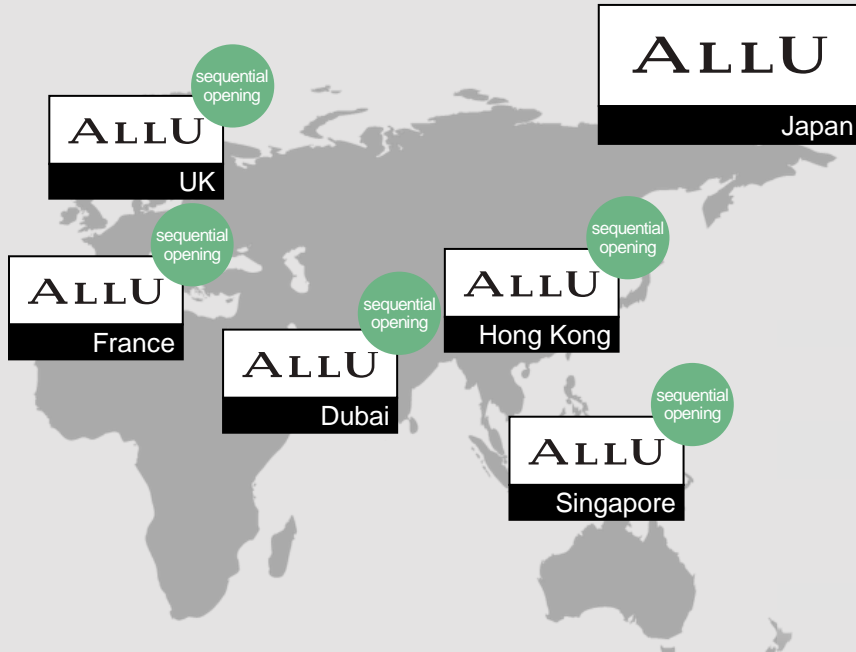 ALLU
Japan
sequential
opening
ALLU
UK
sequential
opening
ALLU
France
sequential
opening
ALLU
Hong Kong
sequential
opening
ALLU
Dubai
sequential
opening
ALLU
Singapore